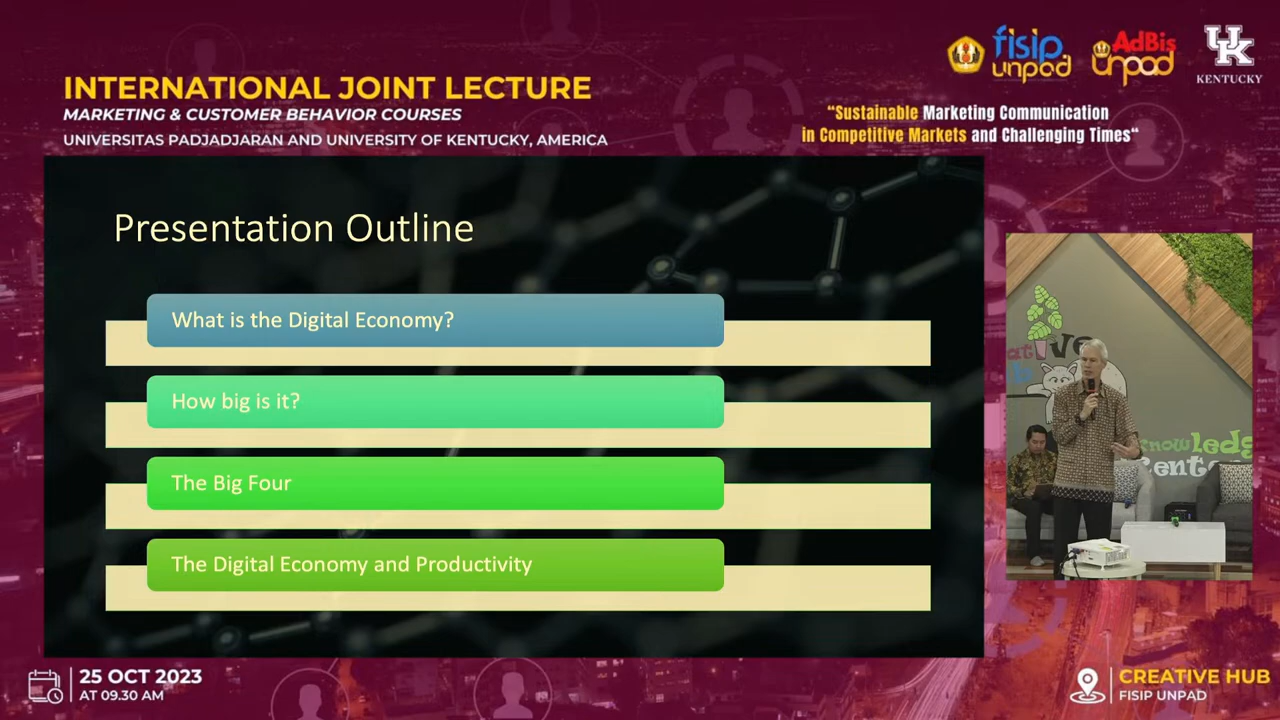 INTERNATIONAL JOINT LECTURE
MARKETING & CUSTOMER BEHAVIOR COURSES
UNIVERSITAS PADJADJARAN AND UNIVERSITY OF KENTUCKY, AMERICA
fisip
unpad
AdBis
unpad
UK
KENTUCKY
“Sustainable Marketing Communication
in Competitive Markets and Challenging Times“
Presentation Outline
What is the Digital Economy?
How big is it?
The Big Four
The Digital Economy and Productivity
25 OCT 2023
AT 09.30 AM
CREATIVE HUB
FISIP UNPAD